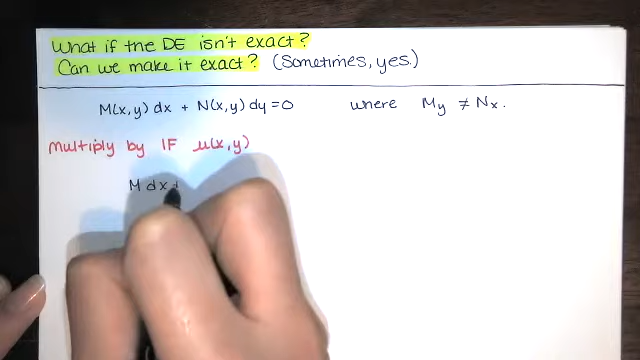 What if the DE isn't exact?
Can we make it exact? (Sometimes, yes.)
M(x,y) dx + N(x,y) dy = 0 where My ≠ Nx.
multiply by IF μ(x,y)
M dx +